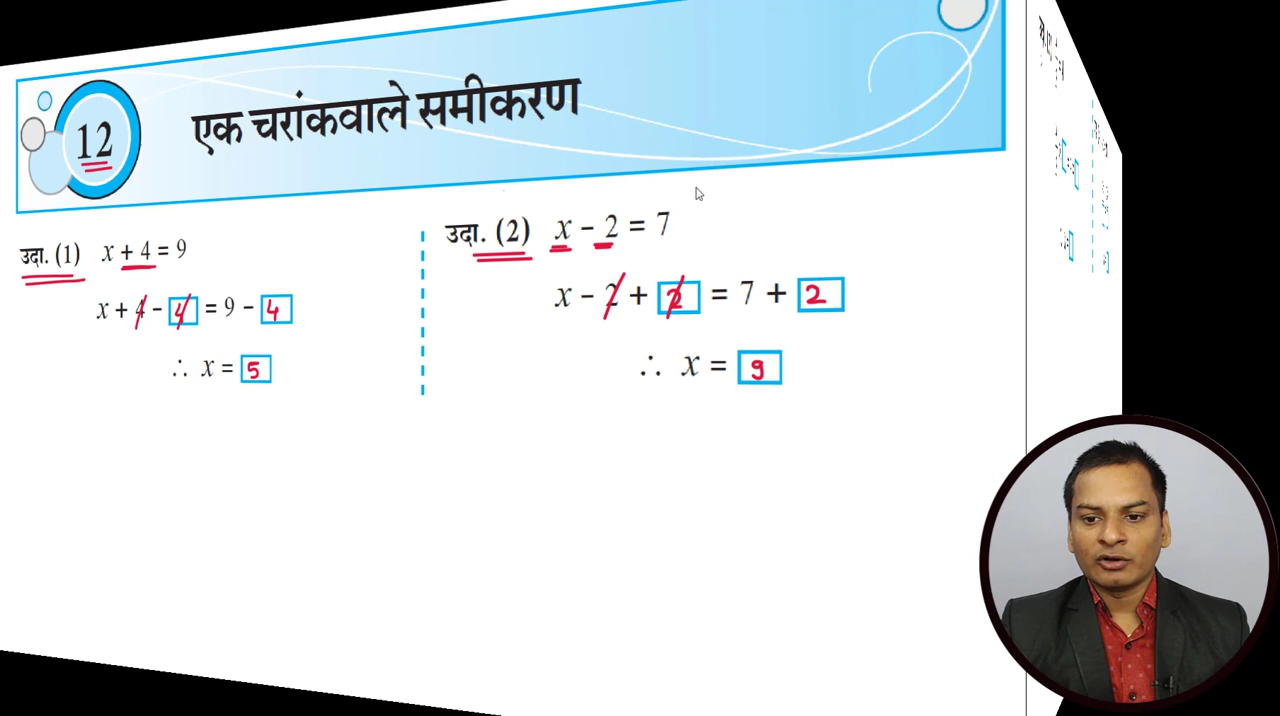 12
एक चरांकवाले समीकरण
उदा. (1) x + 4 = 9
x + 4 - 4 = 9 - 4
∴ x = 5
उदा. (2) x - 2 = 7
x - 2 + 2 = 7 + 2
∴ x = 9